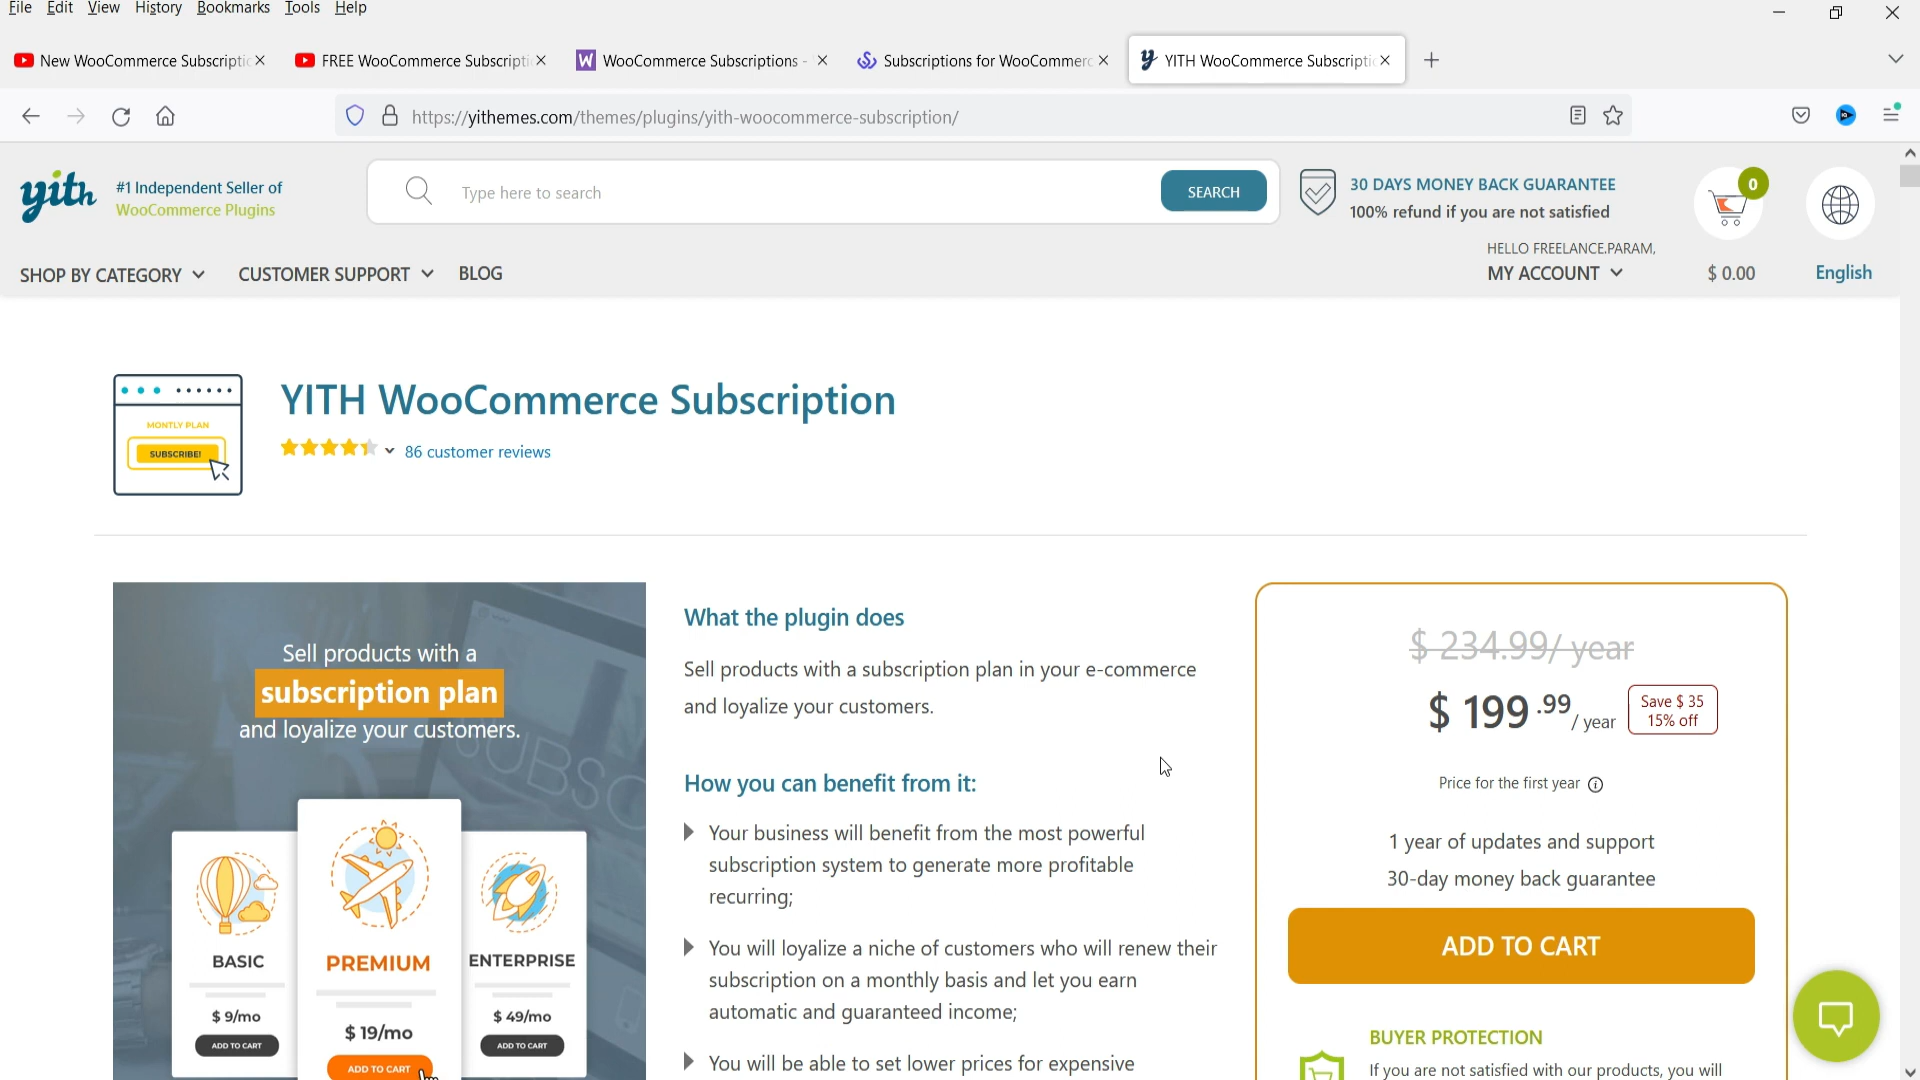 File Edit View History Bookmarks Tools Help
New WooCommerce Subscriptic
FREE WooCommerce Subscripti
WooCommerce Subscriptions -
Subscriptions for WooCommerc
YITH WooCommerce Subscripti
https://yithemes.com/themes/plugins/yith-woocommerce-subscription/
yith
#1 Independent Seller of
WooCommerce Plugins
Type here to search
SEARCH
30 DAYS MONEY BACK GUARANTEE
100% refund if you are not satisfied
0
HELLO FREELANCE.PARAM,
SHOP BY CATEGORY
CUSTOMER SUPPORT
BLOG
MY ACCOUNT
$ 0.00
English
MONTLY PLAN
SUBSCRIBE!
YITH WooCommerce Subscription
86 customer reviews
Sell products with a
subscription plan
and loyalize your customers.
SUBSC
BASIC
$ 9/mo
ADD TO CART
PREMIUM
$ 19/mo
ADD TO CART
ENTERPRISE
$ 49/mo
ADD TO CART
What the plugin does
Sell products with a subscription plan in your e-commerce
and loyalize your customers.
How you can benefit from it:
Your business will benefit from the most powerful
subscription system to generate more profitable
recurring;
You will loyalize a niche of customers who will renew their
subscription on a monthly basis and let you earn
automatic and guaranteed income;
You will be able to set lower prices for expensive
$ 234.99/ year
$ 199.99/ year
Save $ 35
15% off
Price for the first year
1 year of updates and support
30-day money back guarantee
ADD TO CART
BUYER PROTECTION
If you are not satisfied with our products, you will